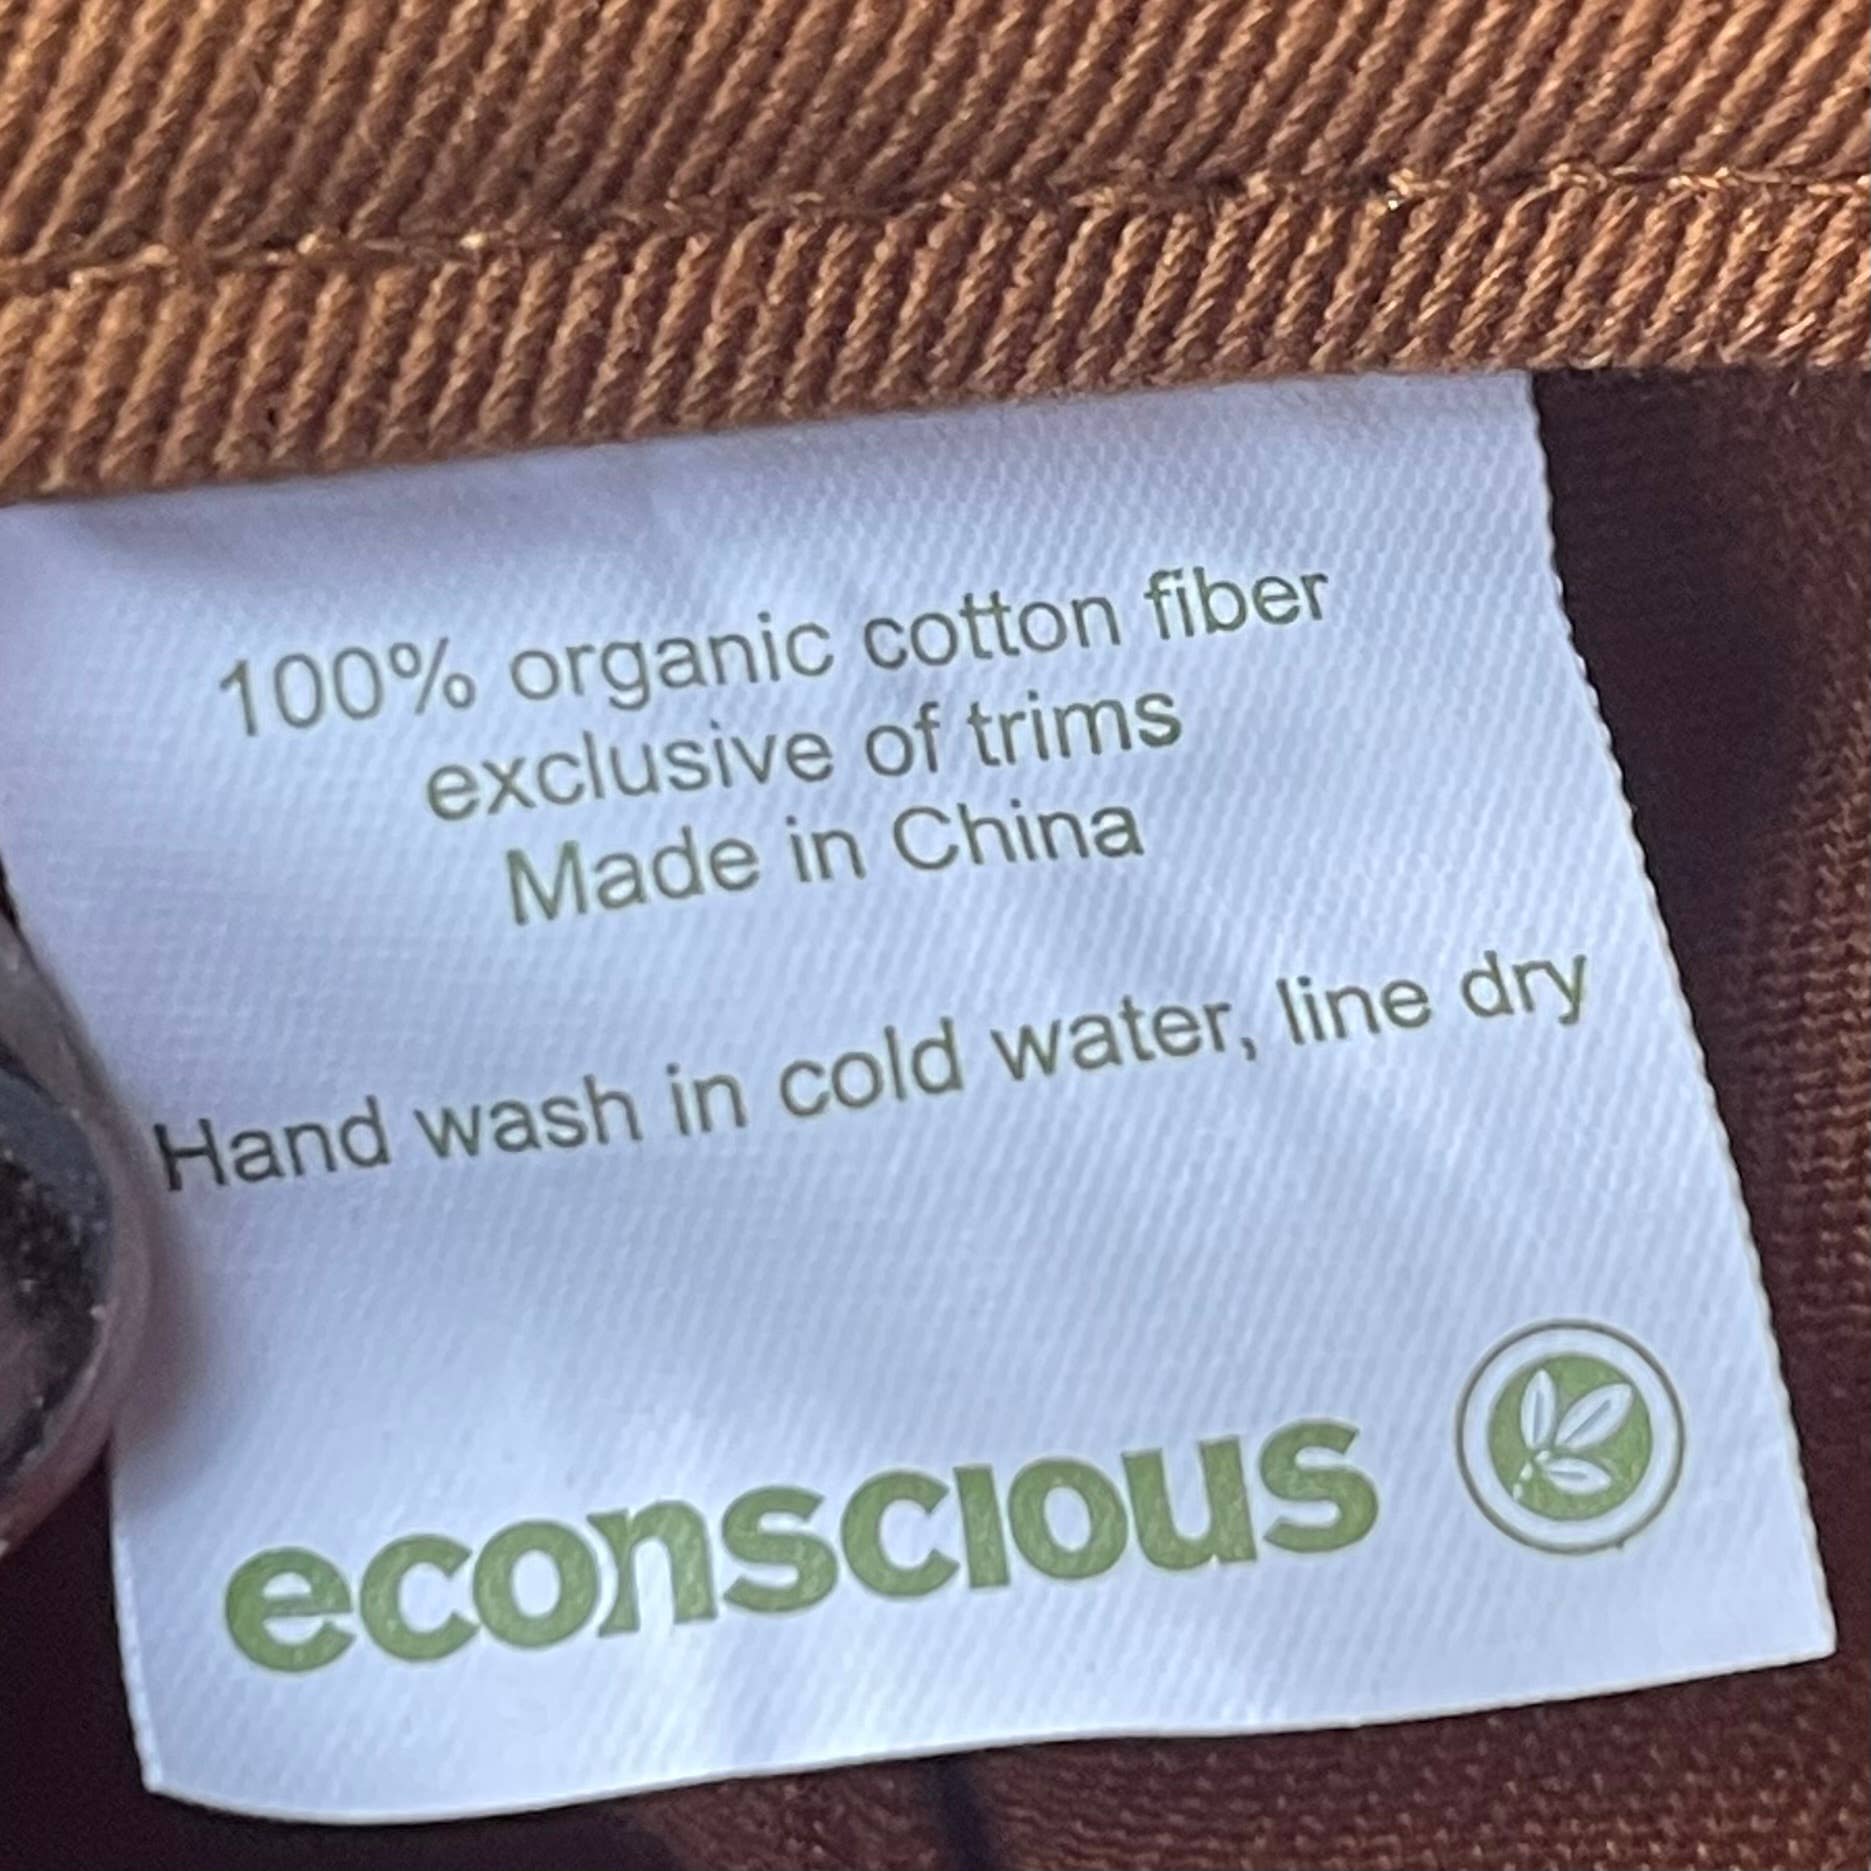 100% organic cotton fiber
exclusive of trims
Made in China
Hand wash in cold water, line dry
econscious